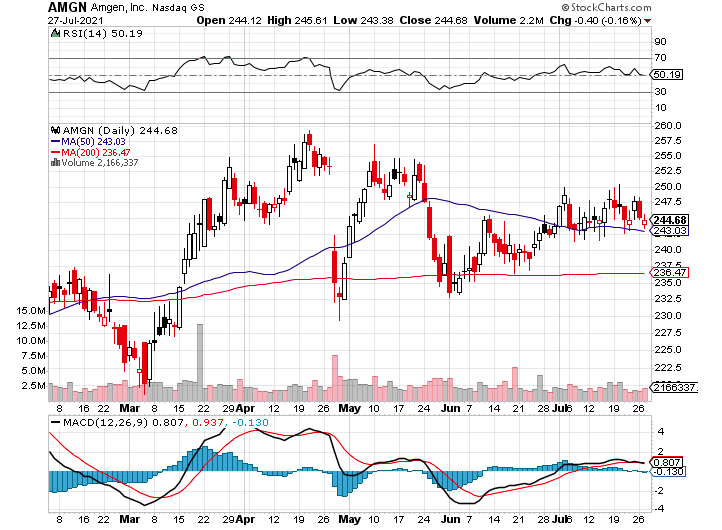 AMGN Amgen, Inc. Nasdaq GS © StockCharts.com
27-Jul-2021 Open 244.12 High 245.61 Low 243.38 Close 244.68 Volume 2.2M Chg -0.40 (-0.16%)
RSI(14) 50.19
90
70
50.19
30
10
AMGN (Daily) 244.68
MA(50) 243.03
MA(200) 236.47
Volume 2,166,337
260.0
257.5
255.0
252.5
250.0
247.5
244.68
243.03
240.0
236.47
235.0
232.5
230.0
227.5
225.0
222.5
2166337
15.0M
12.5M
10.0M
7.5M
5.0M
2.5M
8 16 22 Mar 8 15 22 29 Apr 12 19 26 May 10 17 24 Jun 7 14 21 28 Jul 6 12 19 26
MACD(12,26,9) 0.807, 0.937, -0.130
4
2
0.807
-0.130
-2
-4
8 16 22 Mar 8 15 22 29 Apr 12 19 26 May 10 17 24 Jun 7 14 21 28 Jul 6 12 19 26